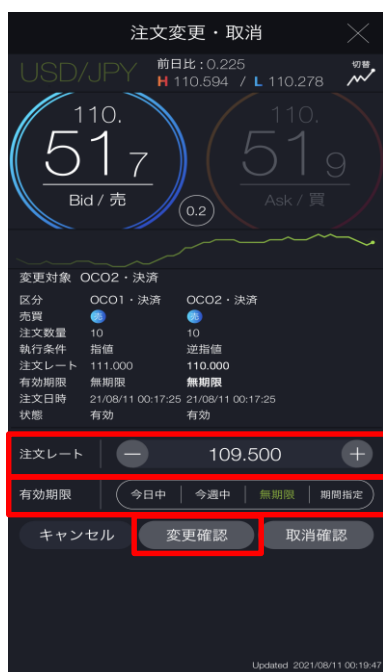 注文変更・取消
USD/JPY 前日比:0.225 切替
H 110.594 / L 110.278
110. 110.
517 519
Bid / 売 0.2 Ask / 買
変更対象 OCO2・決済
区分 OCO1・決済 OCO2・決済
売買 売 売
注文数量 10 10
執行条件 指値 逆指値
注文レート 111.000 110.000
有効期限 無期限 無期限
注文日時 21/08/11 00:17:25 21/08/11 00:17:25
状態 有効 有効
注文レート − 109.500 +
有効期限 今日中 今週中 無期限 期間指定
キャンセル 変更確認 取消確認
Updated 2021/08/11 00:19:47